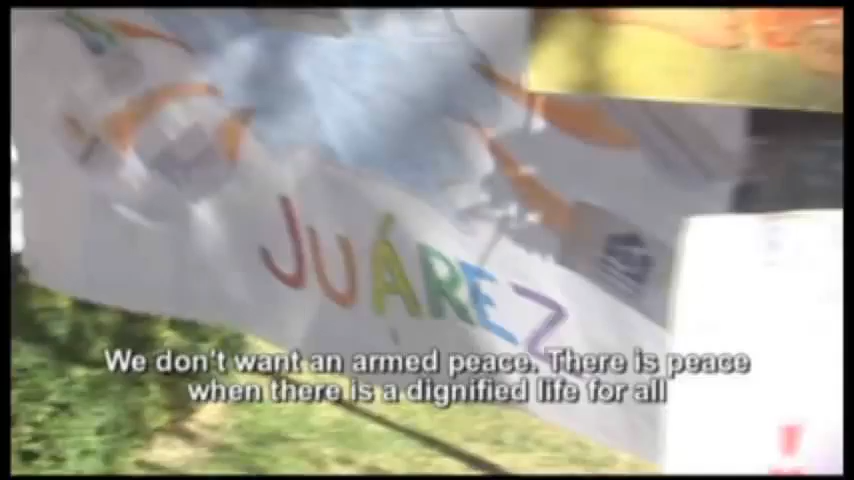 JUÁREZ
We don't want an armed peace. There is peace
when there is a dignified life for all